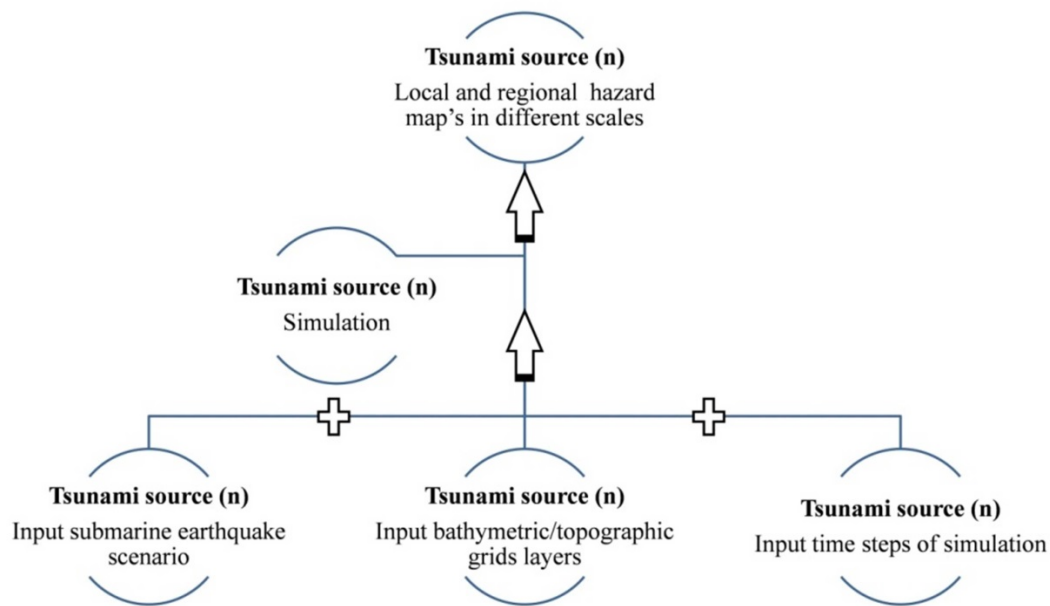 Tsunami source (n)
Local and regional hazard
map's in different scales
Tsunami source (n)
Simulation
Tsunami source (n)
Input submarine earthquake
scenario
Tsunami source (n)
Input bathymetric/topographic
grids layers
Tsunami source (n)
Input time steps of simulation